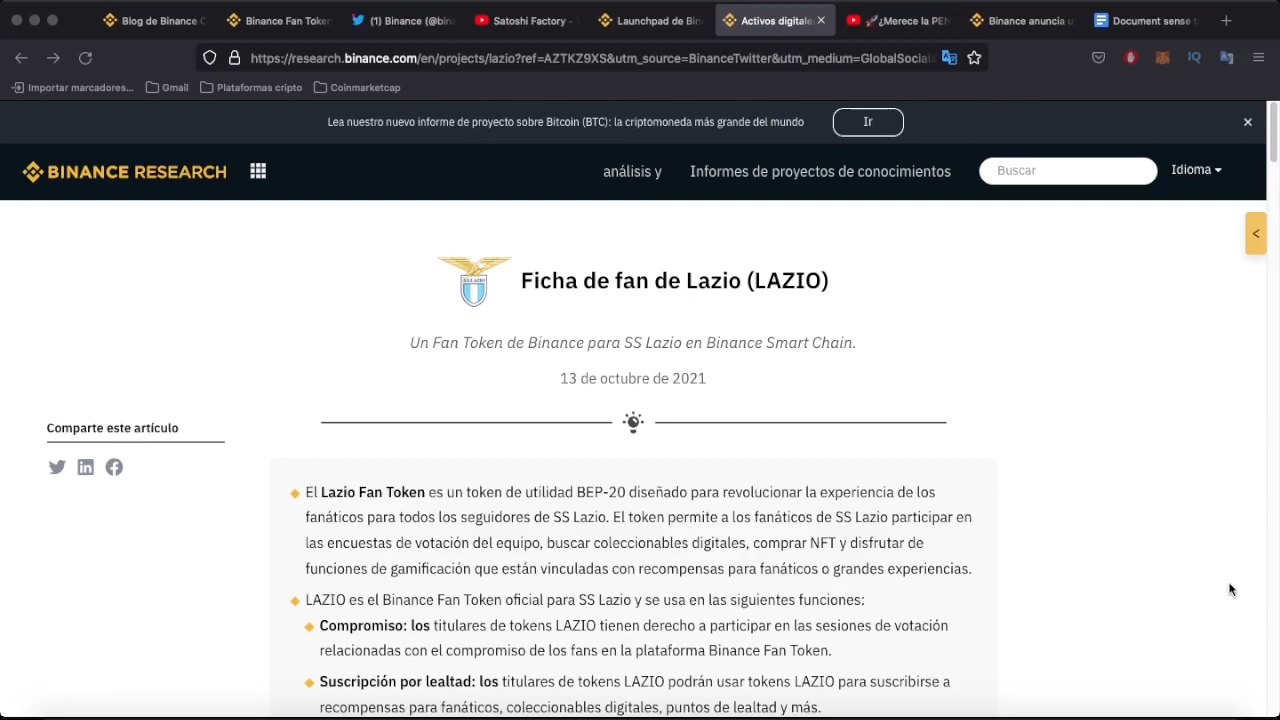 Blog de Binance
Binance Fan Token
(1) Binance (@bina
Satoshi Factory -
Launchpad de Bin
Activos digitale
🚀¿Merece la PEN
Binance anuncia u
Document sense t
https://research.binance.com/en/projects/lazio?ref=AZTKZ9XS&utm_source=BinanceTwitter&utm_medium=GlobalSocial
Importar marcadores...
Gmail
Plataformas cripto
Coinmarketcap
Lea nuestro nuevo informe de proyecto sobre Bitcoin (BTC): la criptomoneda más grande del mundo
Ir
BINANCE RESEARCH
análisis y
Informes de proyectos de conocimientos
Buscar
Idioma
SS LAZIO
Ficha de fan de Lazio (LAZIO)
Un Fan Token de Binance para SS Lazio en Binance Smart Chain.
13 de octubre de 2021
Comparte este artículo
El Lazio Fan Token es un token de utilidad BEP-20 diseñado para revolucionar la experiencia de los
fanáticos para todos los seguidores de SS Lazio. El token permite a los fanáticos de SS Lazio participar en
las encuestas de votación del equipo, buscar coleccionables digitales, comprar NFT y disfrutar de
funciones de gamificación que están vinculadas con recompensas para fanáticos o grandes experiencias.
LAZIO es el Binance Fan Token oficial para SS Lazio y se usa en las siguientes funciones:
Compromiso: los titulares de tokens LAZIO tienen derecho a participar en las sesiones de votación
relacionadas con el compromiso de los fans en la plataforma Binance Fan Token.
Suscripción por lealtad: los titulares de tokens LAZIO podrán usar tokens LAZIO para suscribirse a
recompensas para fanáticos, coleccionables digitales, puntos de lealtad y más.